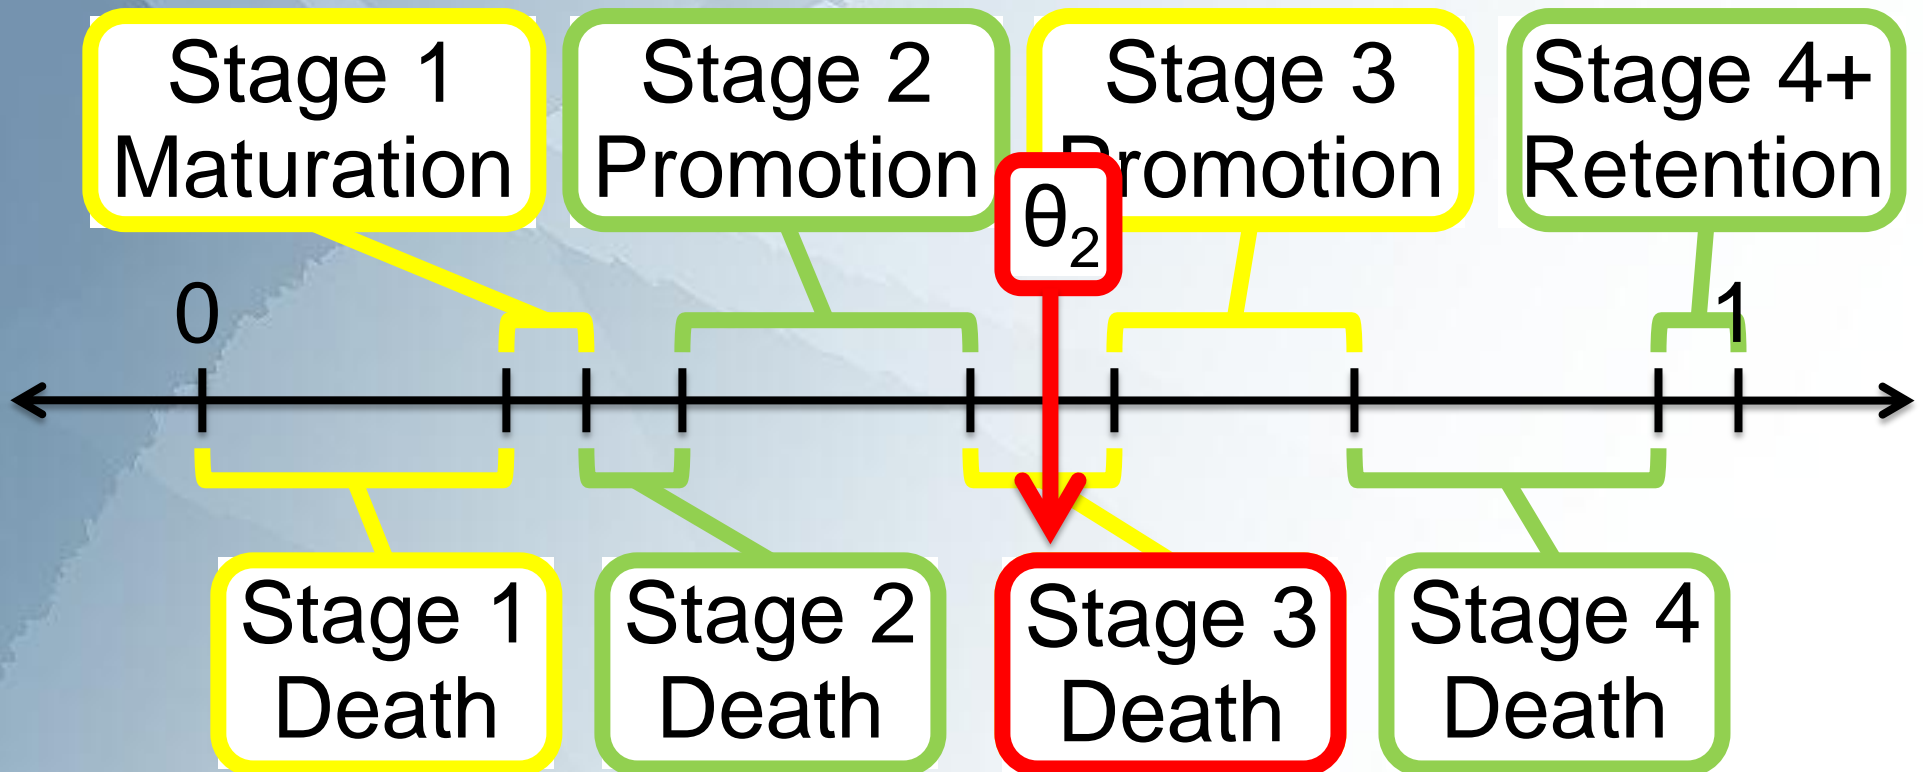 Stage 1
Maturation
Stage 2
Promotion
Stage 3
Promotion
Stage 4+
Retention
θ2
0
1
Stage 1
Death
Stage 2
Death
Stage 3
Death
Stage 4
Death